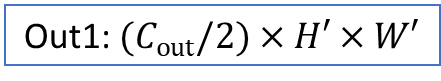 Out1: (C_out/2) × H′ × W′